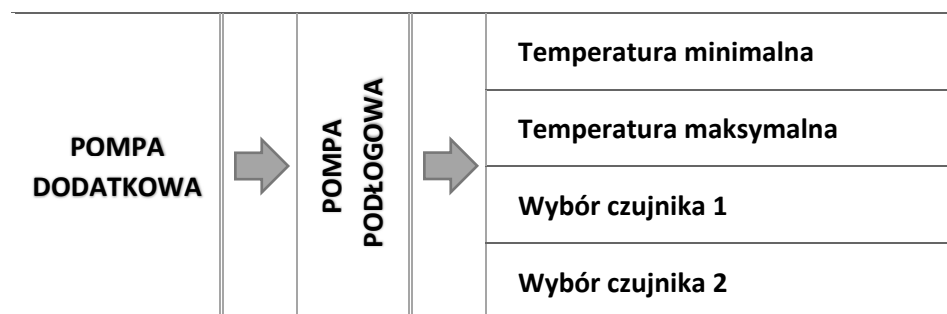 POMPA
DODATKOWA
POMPA
PODŁOGOWA
Temperatura minimalna
Temperatura maksymalna
Wybór czujnika 1
Wybór czujnika 2